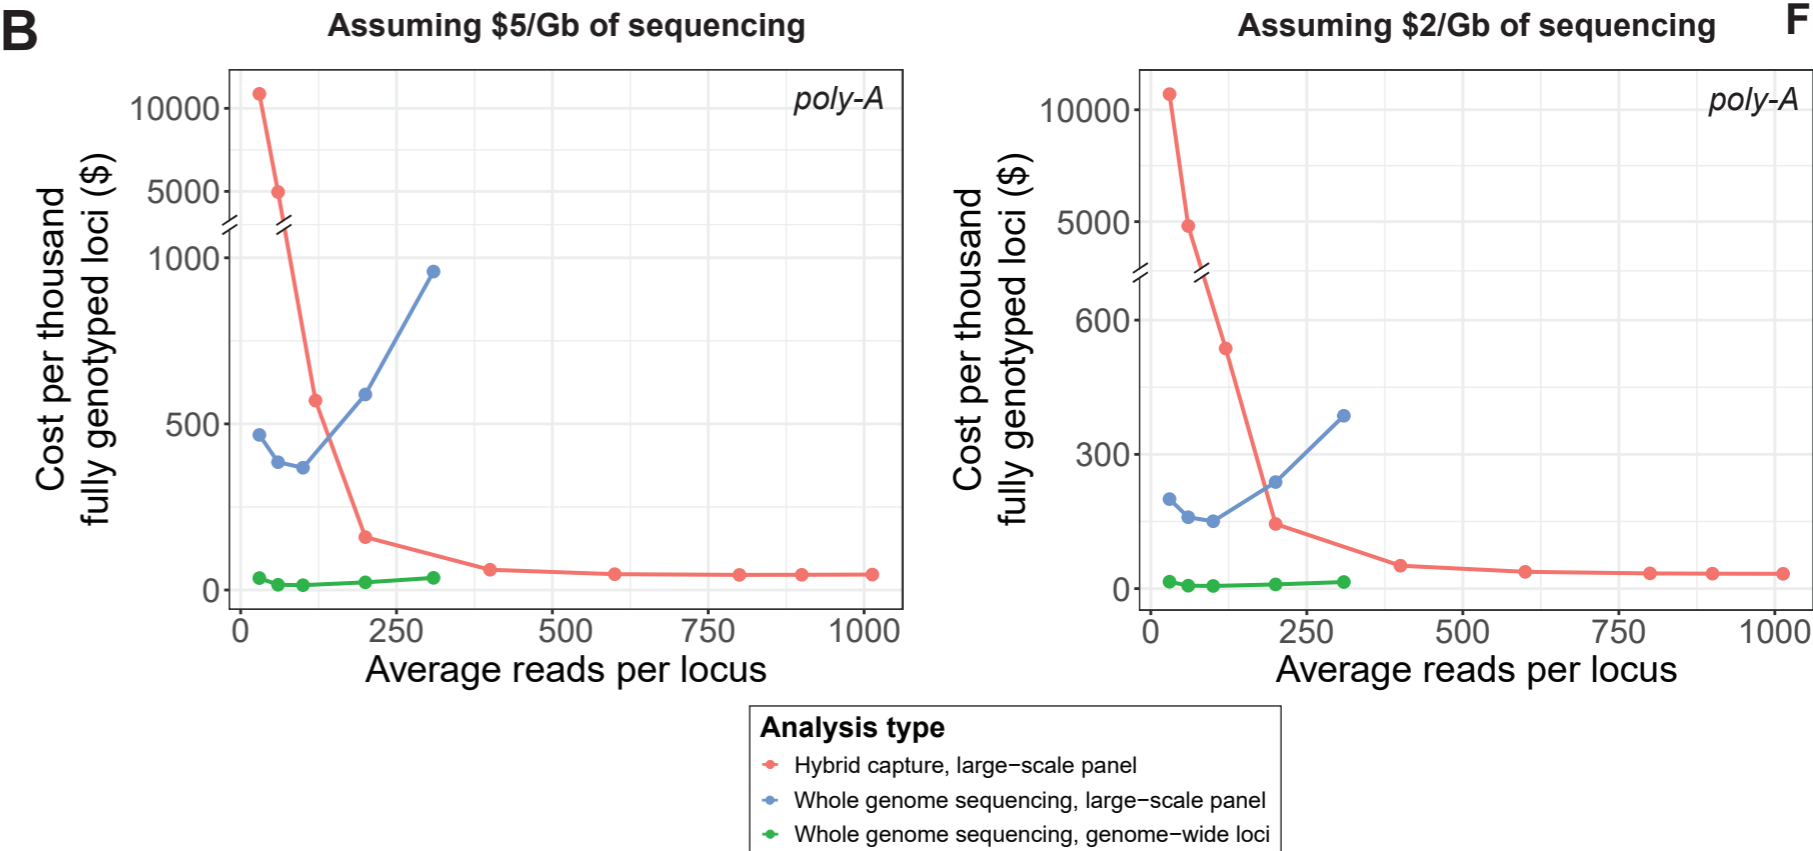 B
Assuming $5/Gb of sequencing
Assuming $2/Gb of sequencing
F
poly-A
10000
5000
1000
500
0
Cost per thousand
fully genotyped loci ($)
0 250 500 750 1000
Average reads per locus
poly-A
10000
5000
600
300
0
Cost per thousand
fully genotyped loci ($)
0 250 500 750 1000
Average reads per locus
Analysis type
Hybrid capture, large−scale panel
Whole genome sequencing, large−scale panel
Whole genome sequencing, genome−wide loci